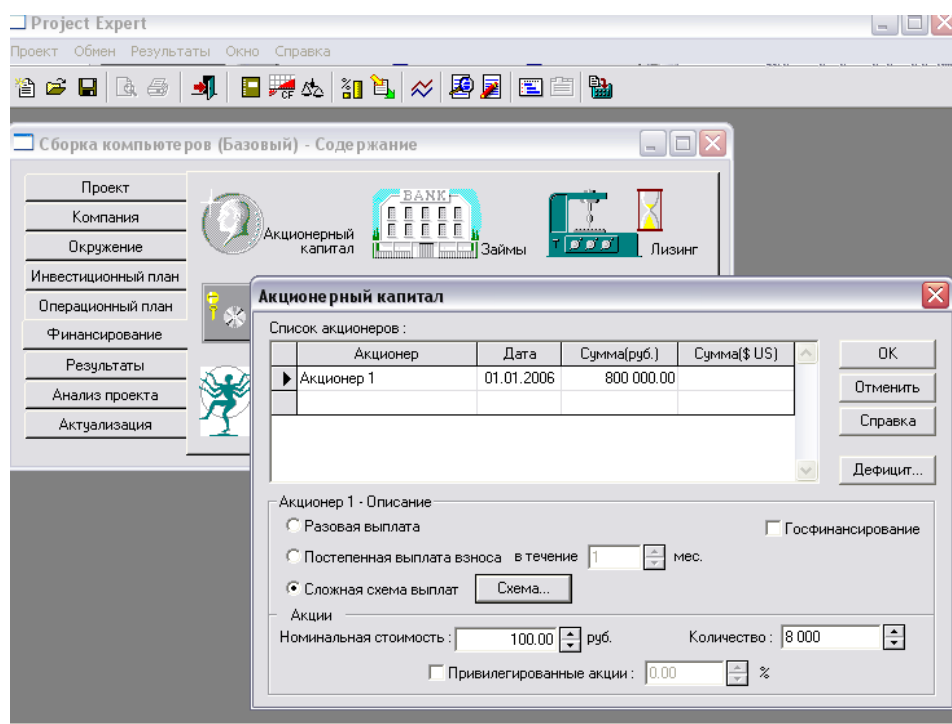 Project Expert
Проект Обмен Результаты Окно Справка
CF
Сборка компьютеров (Базовый) - Содержание
Проект
Компания
Окружение
Инвестиционный план
Операционный план
Финансирование
Результаты
Анализ проекта
Актуализация
Акционерный капитал
BANK
Займы
Лизинг
Акционерный капитал
Список акционеров :
Акционер Дата Сумма(руб.) Сумма($ US)
Акционер 1 01.01.2006 800 000.00
OK
Отменить
Справка
Дефицит...
Акционер 1 - Описание
Разовая выплата
Госфинансирование
Постепенная выплата взноса в течение 1 мес.
Сложная схема выплат Схема...
Акции
Номинальная стоимость : 100.00 руб. Количество : 8 000
Привилегированные акции : 0.00 %